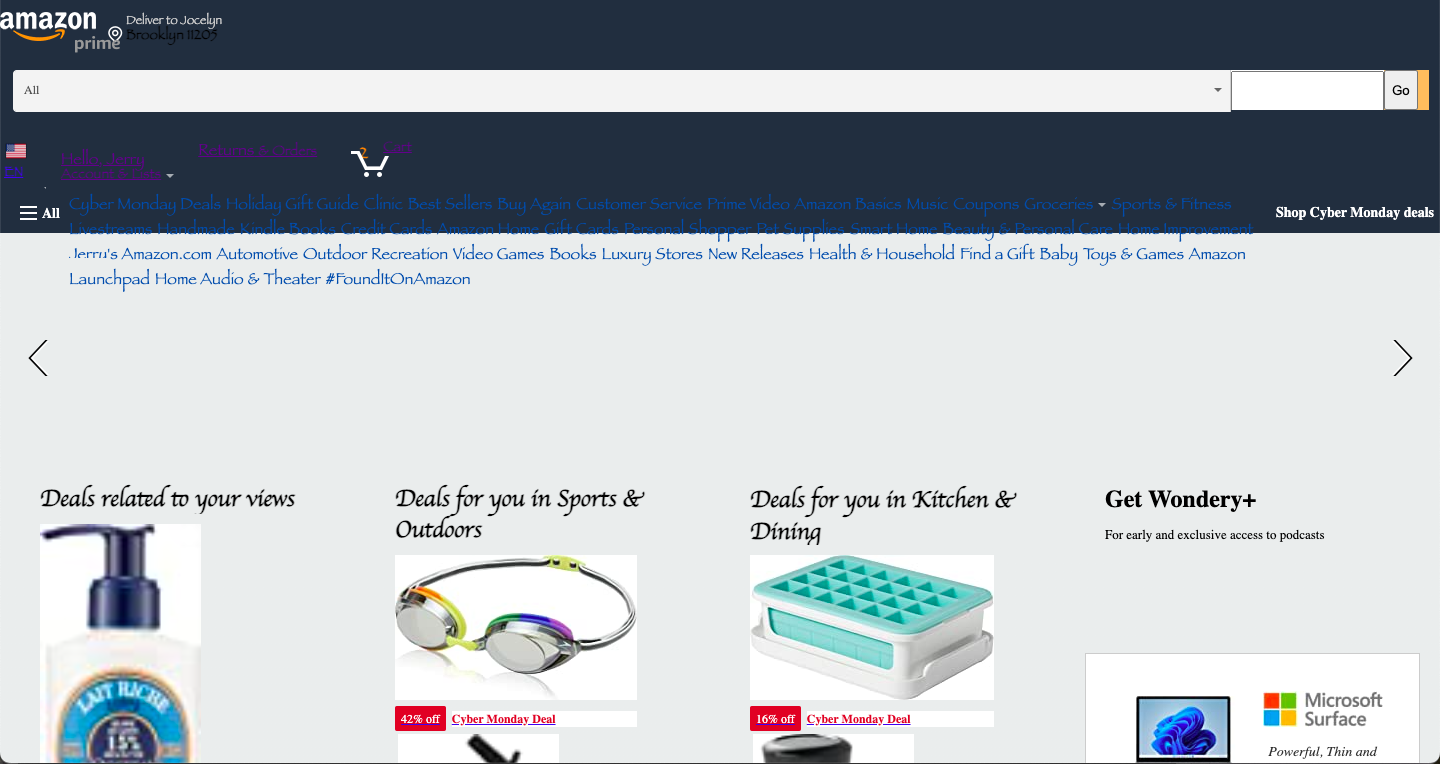 amazon
prime
Deliver to Jocelyn
Brooklyn 11205
All
Go
EN
Returns & Orders
2
Cart
All
Cyber Monday Deals Holiday Gift Guide Clinic Best Sellers Buy Again Customer Service Prime Video Amazon Basics Music Coupons Groceries Sports & Fitness
Livestreams Handmade Kindle Books Credit Cards Amazon Home Gift Cards Personal Shopper Pet Supplies Smart Home Beauty & Personal Care Home Improvement
Jerru's Amazon.com Automotive Outdoor Recreation Video Games Books Luxury Stores New Releases Health & Household Find a Gift Baby Toys & Games Amazon
Launchpad Home Audio & Theater #FoundItOnAmazon
Shop Cyber Monday deals
Deals related to your views
LAIT RICHE
15%
Deals for you in Sports &
Outdoors
42% off Cyber Monday Deal
Deals for you in Kitchen &
Dining
16% off Cyber Monday Deal
Get Wondery+
For early and exclusive access to podcasts
Microsoft
Surface
Powerful, Thin and